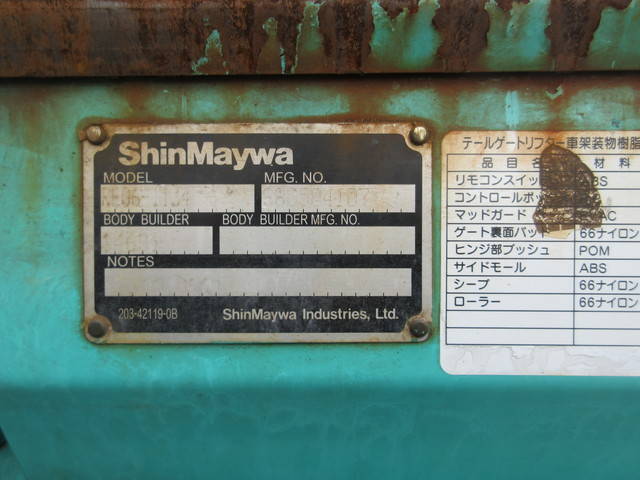 ShinMaywa
MODEL MFG. NO.
BODY BUILDER BODY BUILDER MFG. NO.
NOTES
203-42119-0B ShinMaywa Industries, Ltd.
テールゲートリフター車架装物樹脂
品目 材料
リモコンスイッ
コントロールボッ
マッドガード
ゲート裏面パット 66ナイロン
ヒンジ部ブッシュ POM
サイドモール ABS
シーブ 66ナイロン
ローラー 66ナイロン